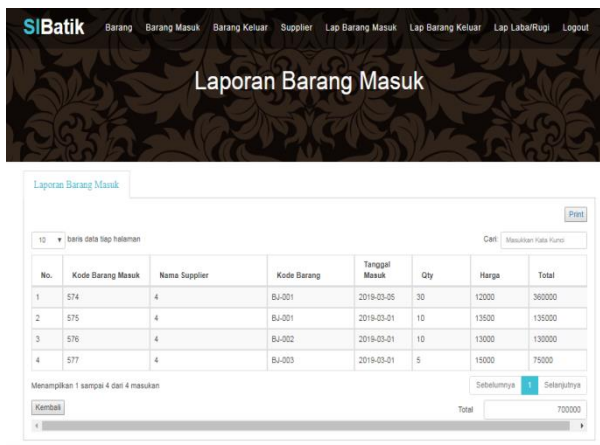 SIBatik Barang Barang Masuk Barang Keluar Supplier Lap Barang Masuk Lap Barang Keluar Lap Laba/Rugi Logout
Laporan Barang Masuk
Laporan Barang Masuk
Print
10 baris data tiap halaman Cari: Masukkan Kata Kunci
No. Kode Barang Masuk Nama Supplier Kode Barang Tanggal Masuk Qty Harga Total
1 574 4 BJ-001 2019-03-05 30 12000 360000
2 575 4 BJ-001 2019-03-01 10 13500 135000
3 576 4 BJ-002 2019-03-01 10 13000 130000
4 577 4 BJ-003 2019-03-01 5 15000 75000
Menampilkan 1 sampai 4 dari 4 masukan Sebelumnya 1 Selanjutnya
Kembali Total 700000